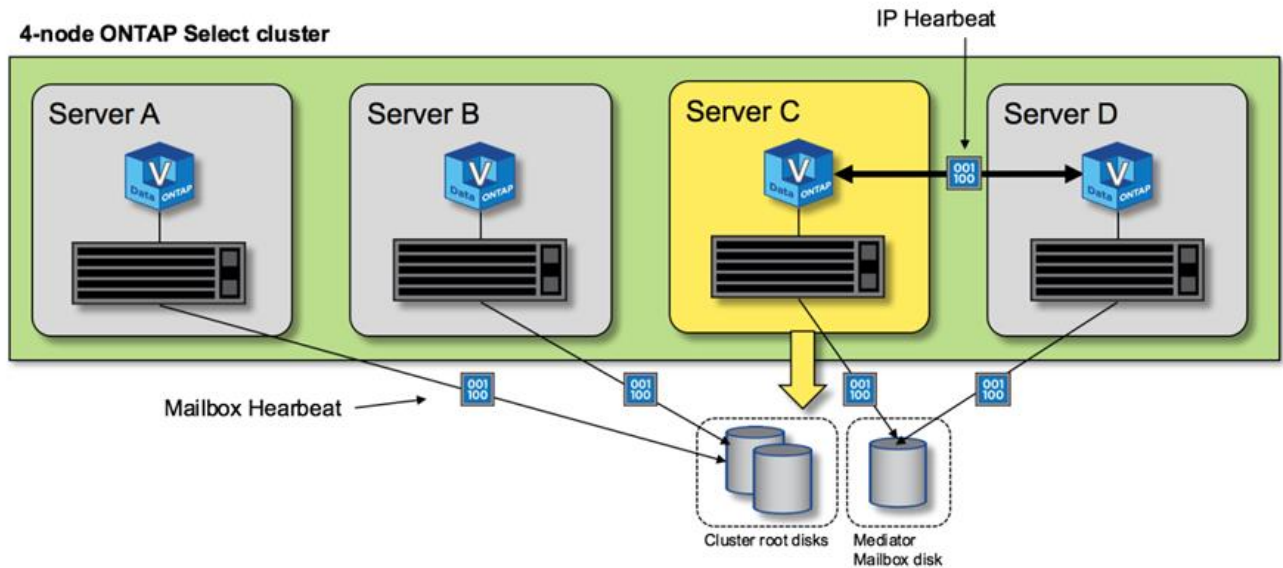 IP Hearbeat
4-node ONTAP Select cluster
Server A
Server B
Server C
Server D
V
Data ONTAP
V
Data ONTAP
V
Data ONTAP
V
Data ONTAP
001
100
Mailbox Hearbeat
001
100
001
100
001
100
001
100
Cluster root disks
Mediator
Mailbox disk